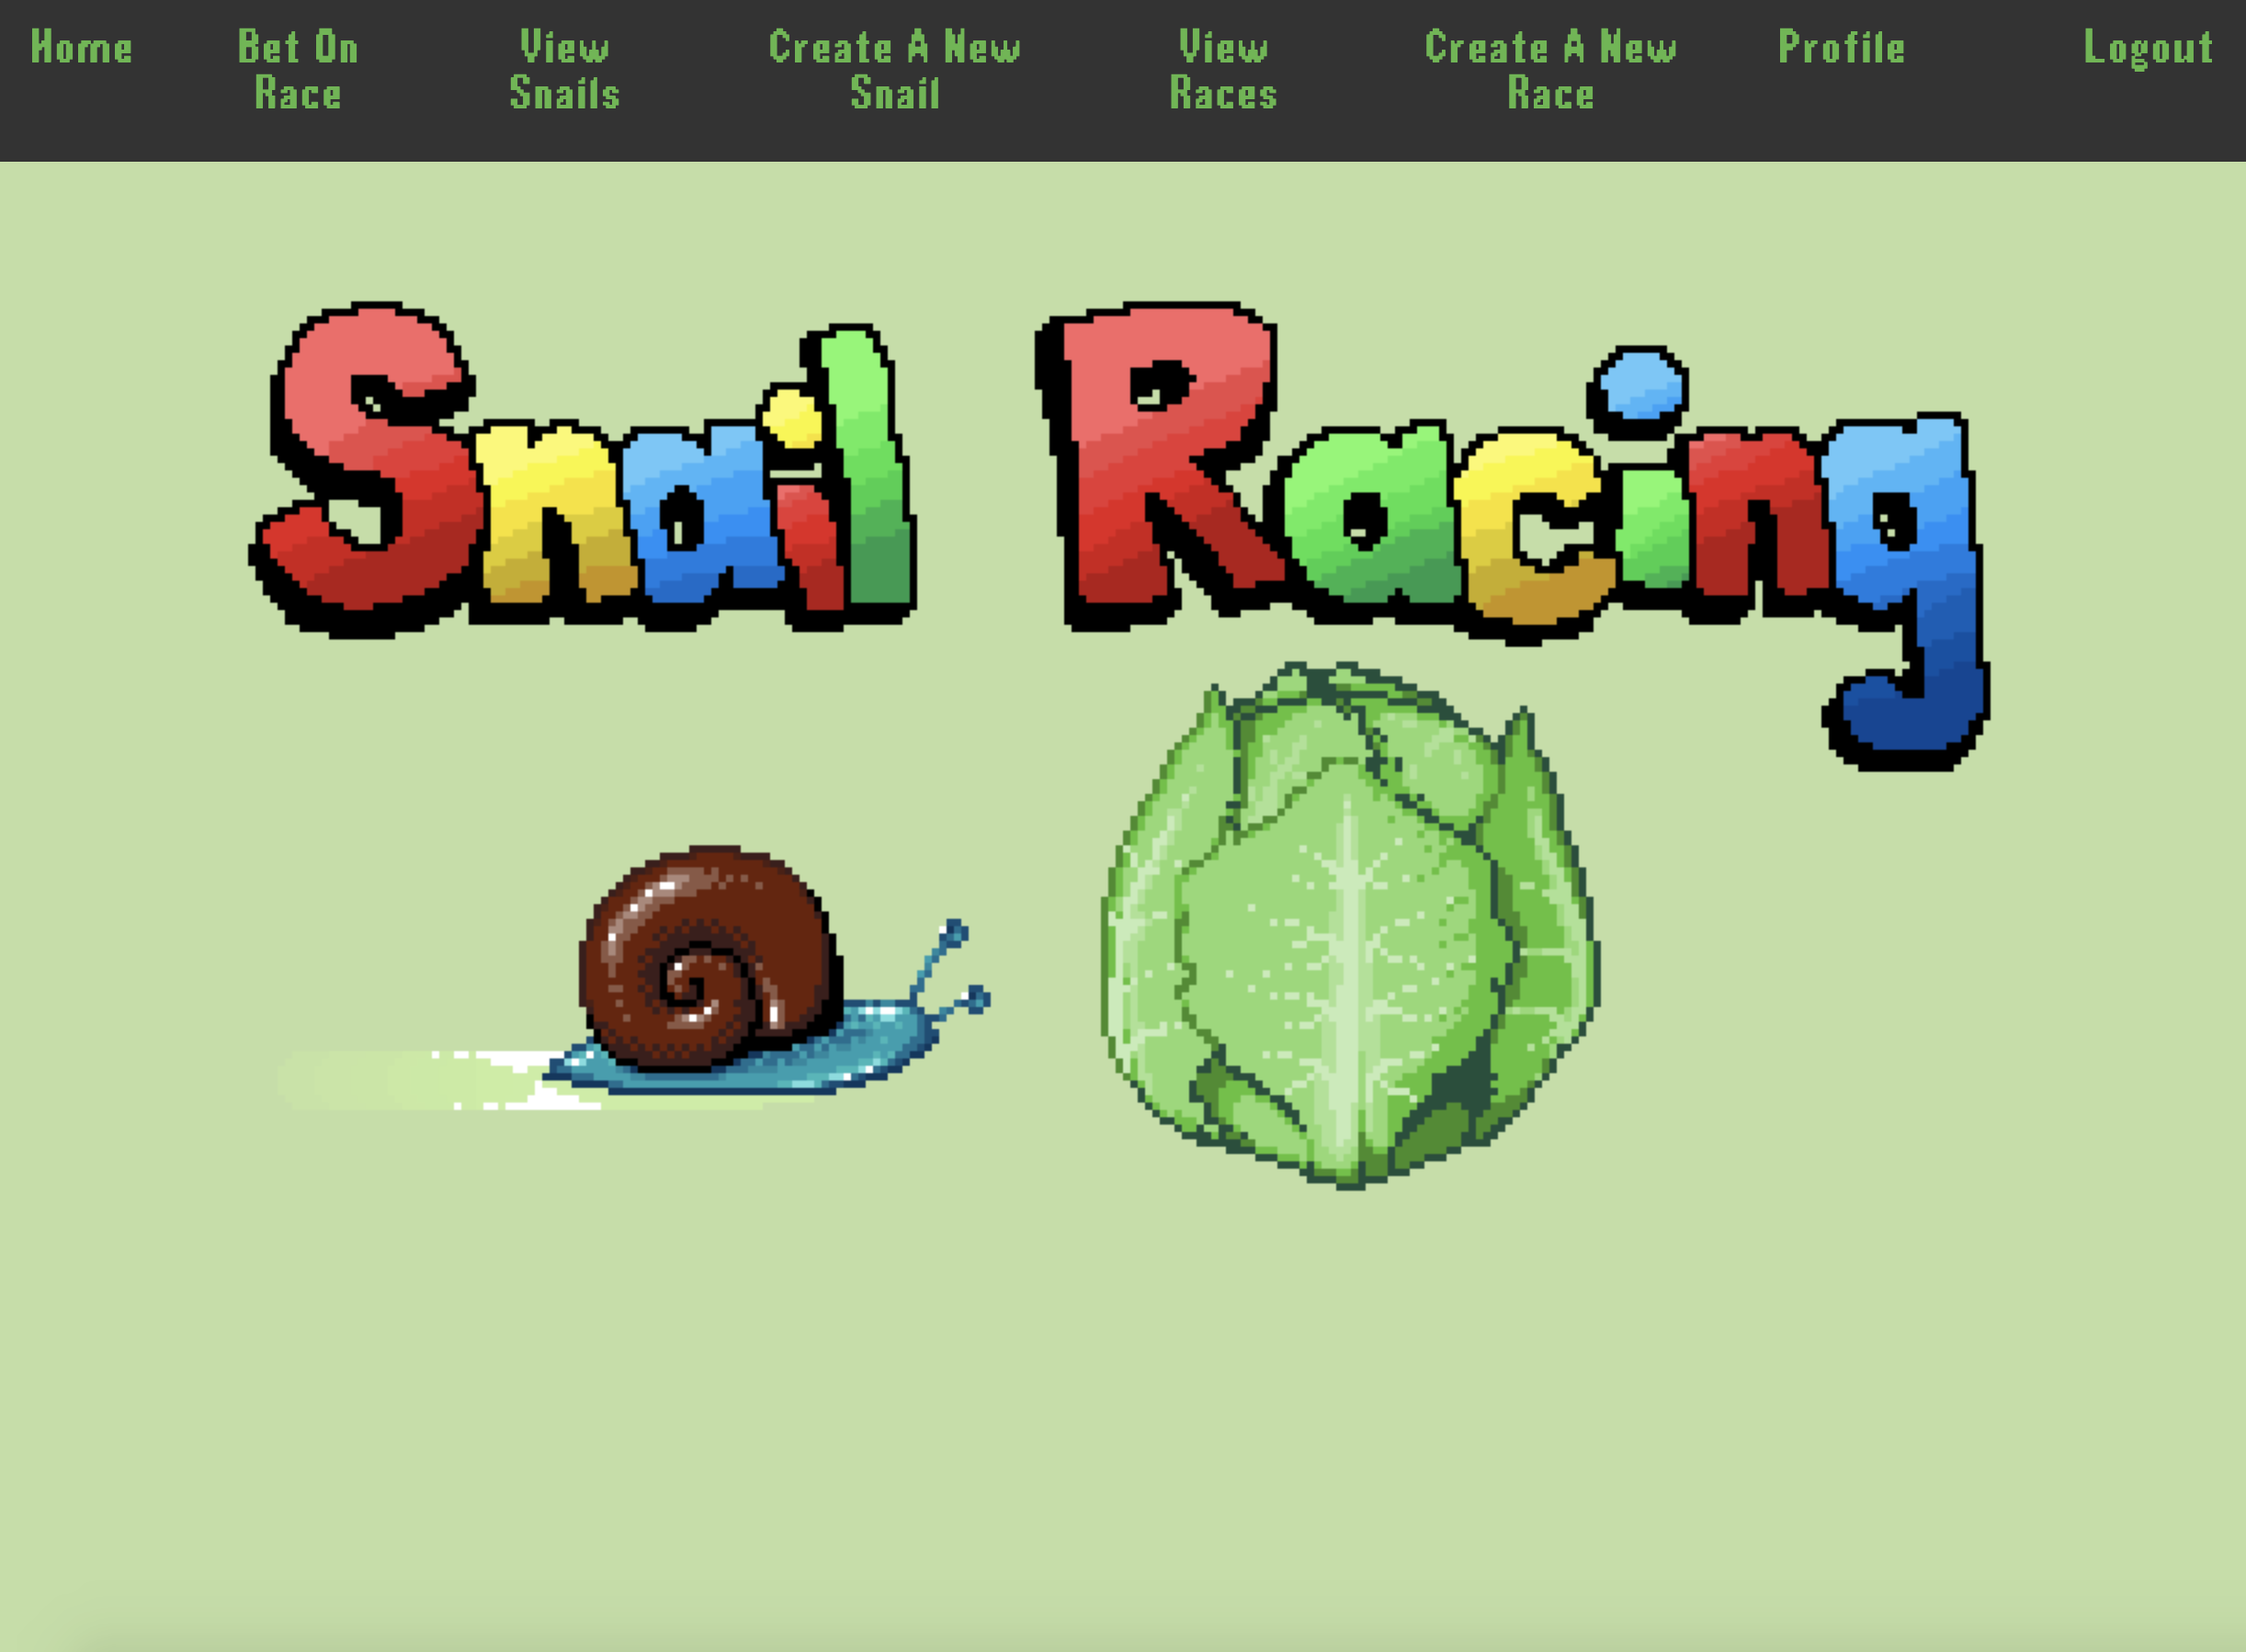 Home
Bet On
Race
View
Snails
Create A New
Snail
View
Races
Create A New
Race
Profile
Logout
Snail Racing